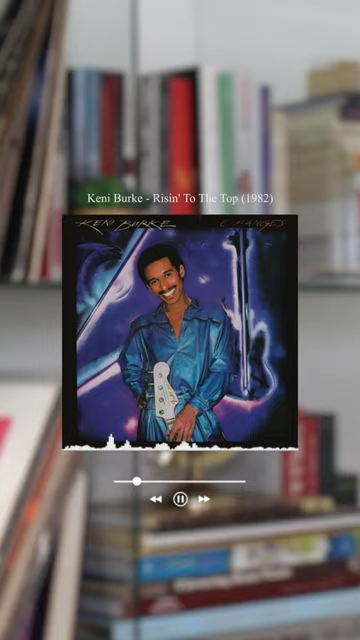 Keni Burke - Risin' To The Top (1982)
KENI BURKE
CHANGES